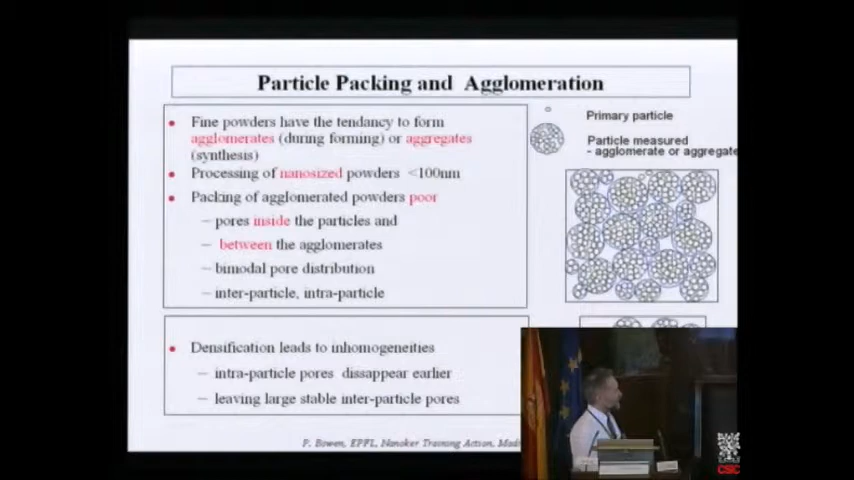 Particle Packing and Agglomeration
Fine powders have the tendancy to form
agglomerates (during forming) or aggregates
(synthesis)
Processing of nanosized powders <100nm
Packing of agglomerated powders poor
– pores inside the particles and
– between the agglomerates
– bimodal pore distribution
– inter-particle, intra-particle
Densification leads to inhomogeneities
– intra-particle pores dissappear earlier
– leaving large stable inter-particle pores
Primary particle
Particle measured
- agglomerate or aggregate
P. Bowen, EPFL, Nanoker Training Action,
CSIC